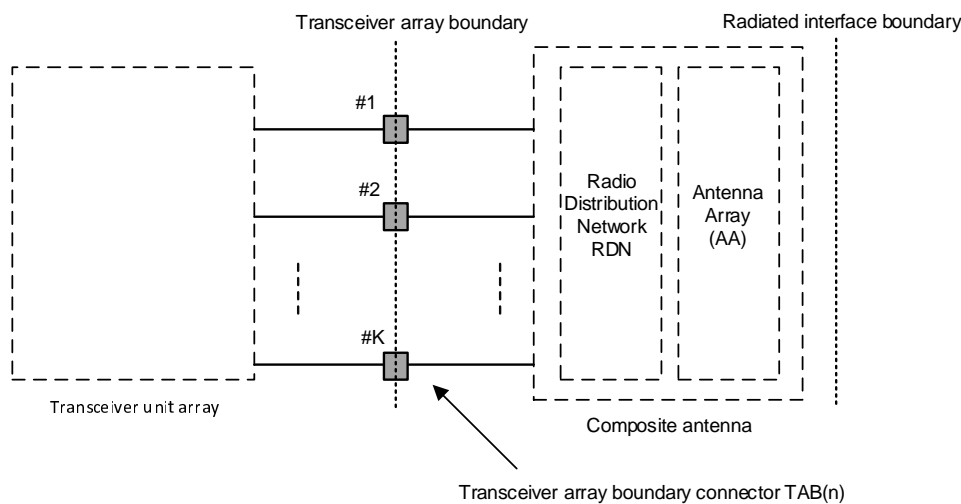 Transceiver array boundary
Radiated interface boundary
#1
#2
Radio
Distribution
Network
RDN
Antenna
Array
(AA)
#K
Transceiver unit array
Composite antenna
Transceiver array boundary connector TAB(n)